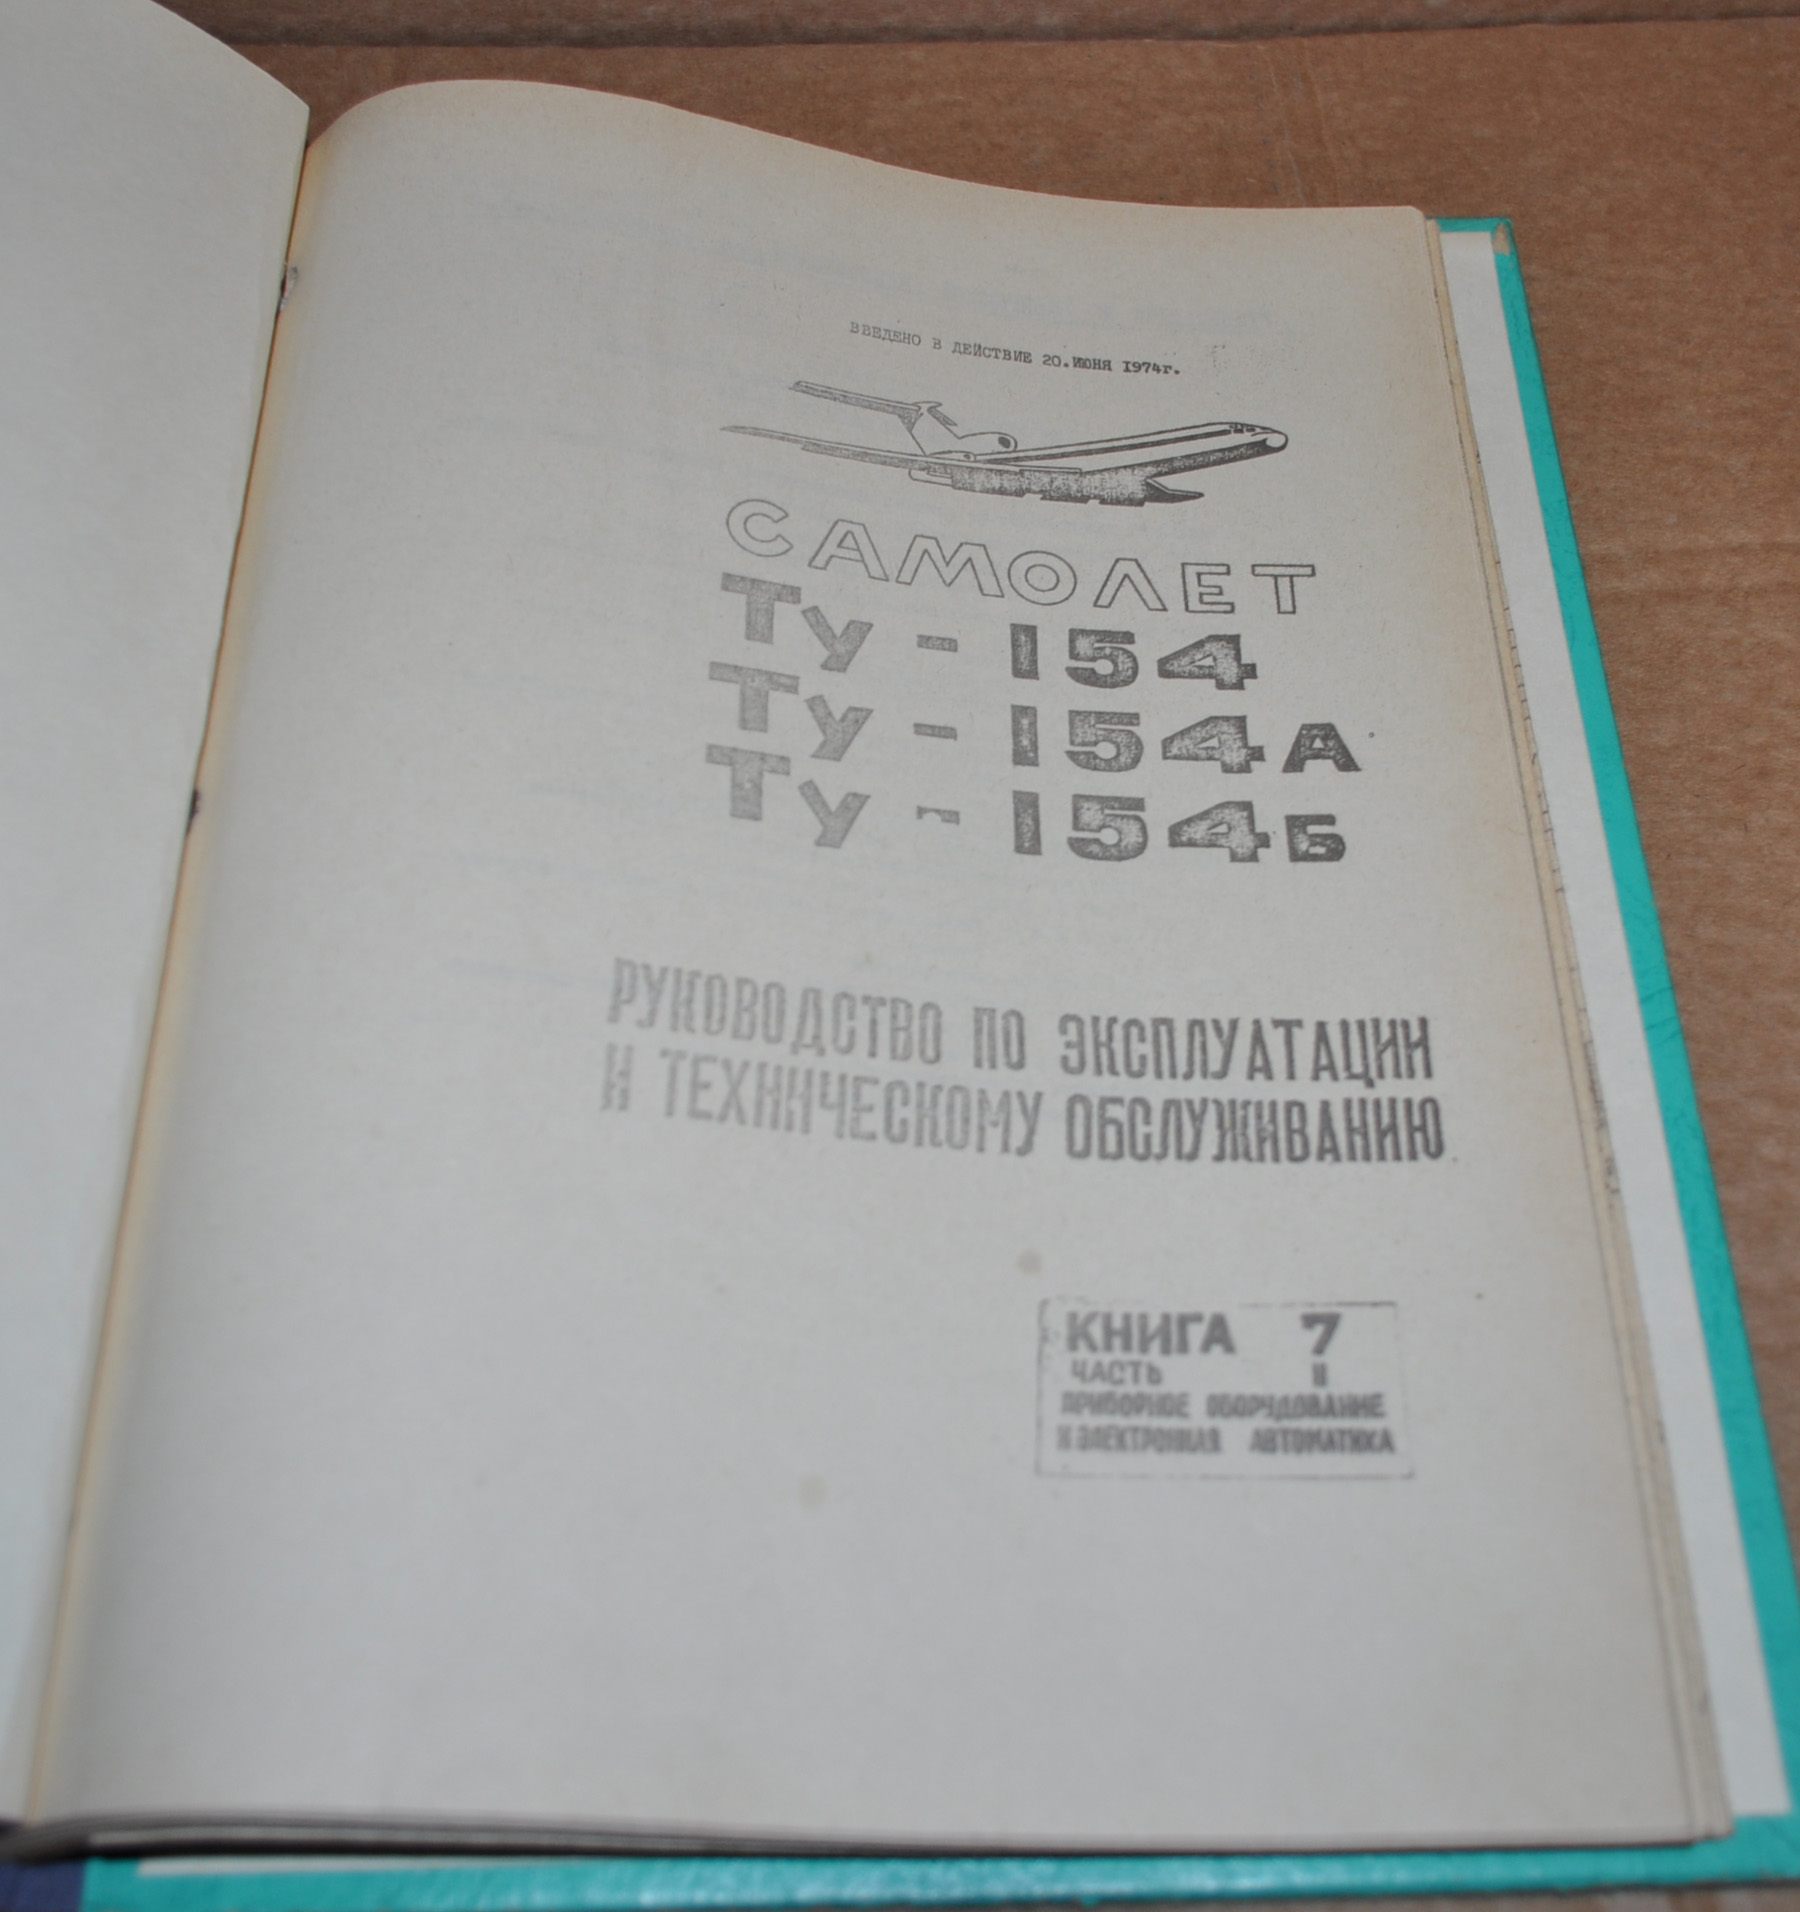 ВВЕДЕНО В ДЕЙСТВИЕ 20.ИЮНЯ 1974г.
САМОЛЕТ
Ту-154
Ту-154А
Ту-154Б
РУКОВОДСТВО ПО ЭКСПЛУАТАЦИИ
И ТЕХНИЧЕСКОМУ ОБСЛУЖИВАНИЮ
КНИГА 7
ЧАСТЬ II
ПРИБОРНОЕ ОБОРУДОВАНИЕ
И ЭЛЕКТРОННАЯ АВТОМАТИКА